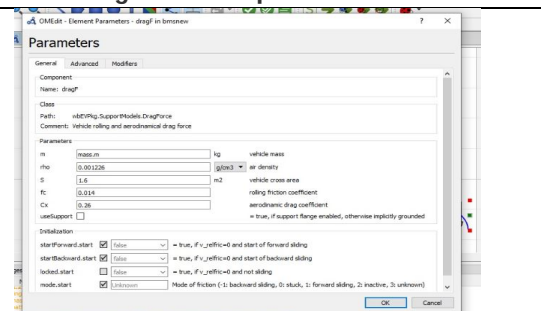 OMEdit - Element Parameters - dragF in bmsnew ? X
Parameters
General Advanced Modifiers
Component
Name: dragF
Class
Path: wbEVPkg.SupportModels.DragForce
Comment: Vehicle rolling and aerodinamical drag force
Parameters
m mass.m kg vehicle mass
rho 0.001226 g/cm3 air density
S 1.6 m2 vehicle cross area
fc 0.014 rolling friction coefficient
Cx 0.26 aerodinamic drag coefficient
useSupport = true, if support flange enabled, otherwise implicitly grounded
Initialization
startForward.start false = true, if v_relfric=0 and start of forward sliding
startBackward.start false = true, if v_relfric=0 and start of backward sliding
locked.start false = true, if v_relfric=0 and not sliding
mode.start Unknown Mode of friction (-1: backward sliding, 0: stuck, 1: forward sliding, 2: inactive, 3: unknown)
OK Cancel